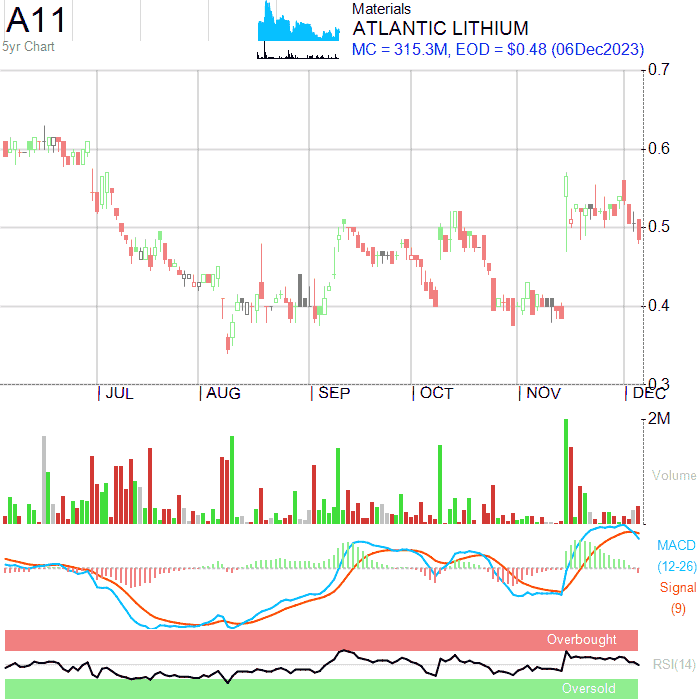 A11
5yr Chart
Materials
ATLANTIC LITHIUM
MC = 315.3M, EOD = $0.48 (06Dec2023)
0.7
0.6
0.5
0.4
0.3
JUL AUG SEP OCT NOV DEC
2M
Volume
MACD
(12-26)
Signal
(9)
Overbought
RSI(14)
Oversold